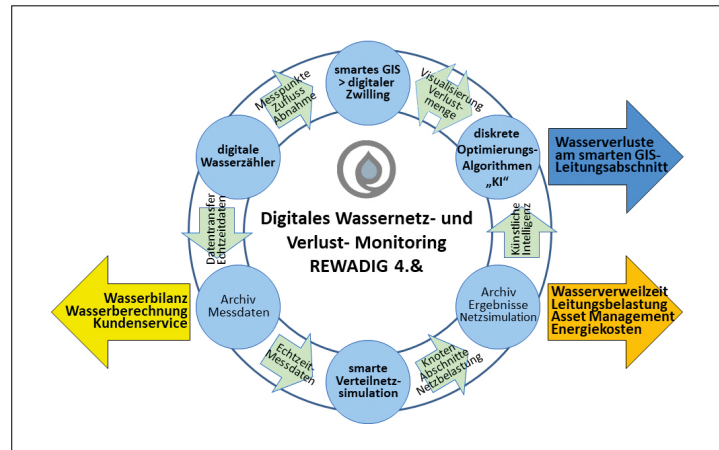 smartes GIS
> digitaler
Zwilling
Messpunkte
Zufluss
Abnahme
Visualisierung
Verlust-
menge
digitale
Wasserzähler
diskrete
Optimierungs-
Algorithmen
„KI“
Wasserverluste
am smarten GIS-
Leitungsabschnitt
Digitales Wassernetz- und
Verlust- Monitoring
REWADIG 4.&
Datentransfer
Echtzeitdaten
Künstliche
Intelligenz
Wasserbilanz
Wasserberechnung
Kundenservice
Archiv
Messdaten
Archiv
Ergebnisse
Netzsimulation
Wasserverweilzeit
Leitungsbelastung
Asset Management
Energiekosten
Echtzeit-
Messdaten
smarte
Verteilnetz-
simulation
Knoten
Abschnitte
Netzbelastung